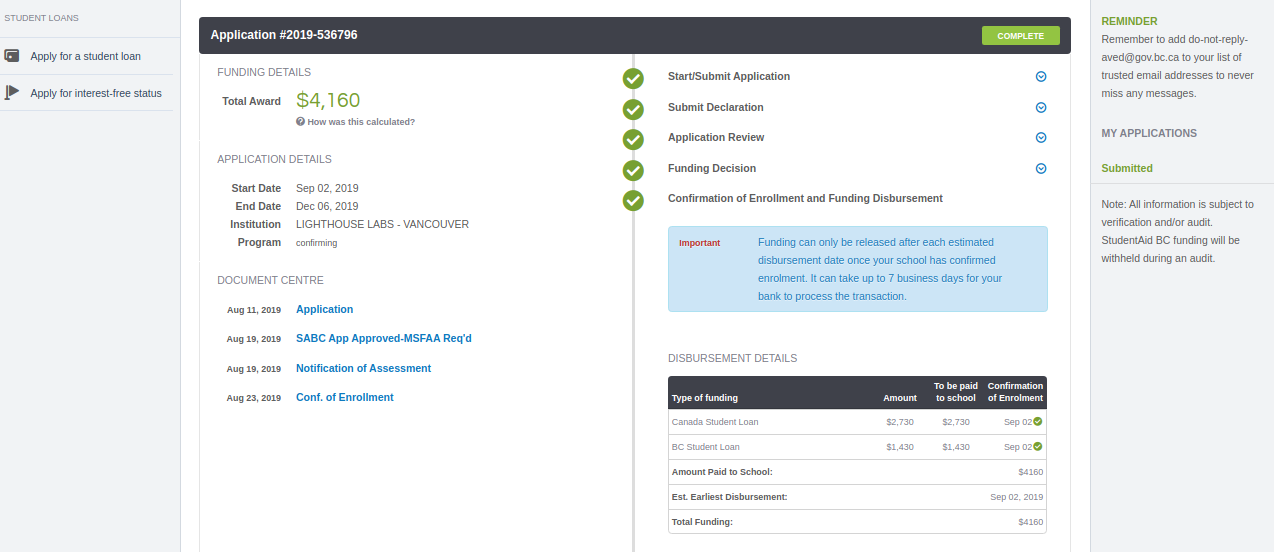 STUDENT LOANS
Apply for a student loan
Apply for interest-free status
Application #2019-536796
COMPLETE
FUNDING DETAILS
Total Award $4,160
How was this calculated?
APPLICATION DETAILS
Start Date Sep 02, 2019
End Date Dec 06, 2019
Institution LIGHTHOUSE LABS - VANCOUVER
Program confirming
DOCUMENT CENTRE
Aug 11, 2019 Application
Aug 19, 2019 SABC App Approved-MSFAA Req'd
Aug 19, 2019 Notification of Assessment
Aug 23, 2019 Conf. of Enrollment
Start/Submit Application
Submit Declaration
Application Review
Funding Decision
Confirmation of Enrollment and Funding Disbursement
Important Funding can only be released after each estimated
disbursement date once your school has confirmed
enrolment. It can take up to 7 business days for your
bank to process the transaction.
DISBURSEMENT DETAILS
To be paid Confirmation
Type of funding Amount to school of Enrolment
Canada Student Loan $2,730 $2,730 Sep 02
BC Student Loan $1,430 $1,430 Sep 02
Amount Paid to School: $4160
Est. Earliest Disbursement: Sep 02, 2019
Total Funding: $4160
REMINDER
Remember to add do-not-reply-
aved@gov.bc.ca to your list of
trusted email addresses to never
miss any messages.
MY APPLICATIONS
Submitted
Note: All information is subject to
verification and/or audit.
StudentAid BC funding will be
withheld during an audit.